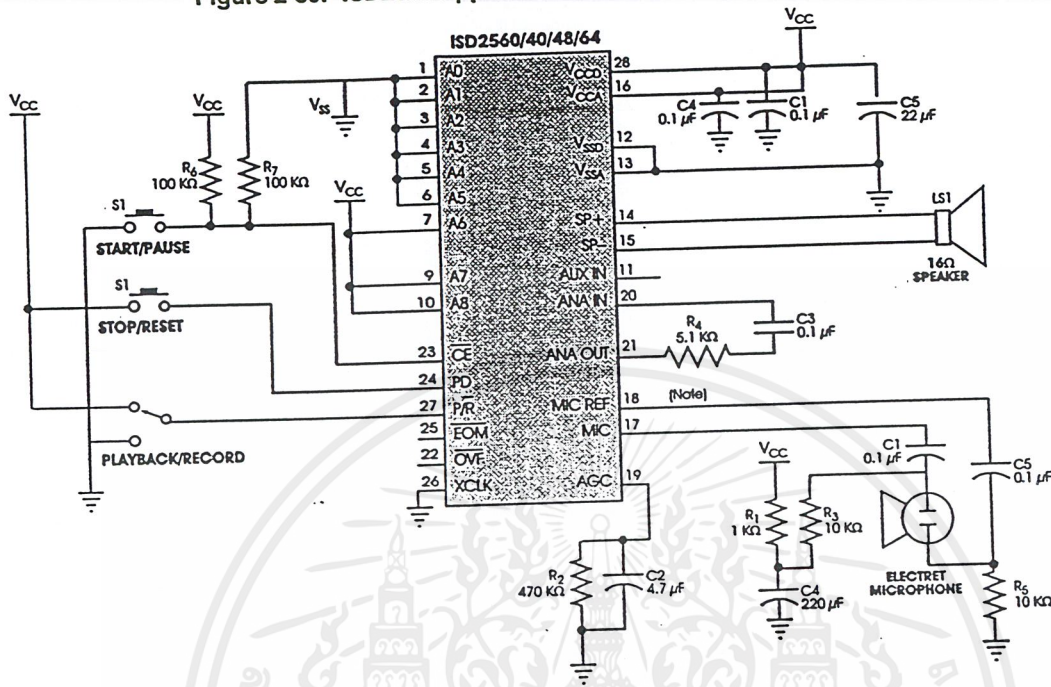 ISD2560/40/48/64
VCC
1 A0
2 A1
3 A2
4 A3
5 A4
6 A5
7 A6
9 A7
10 A8
23 CE
24 PD
27 P/R
25 EOM
22 OVF
26 XCLK
VCCD 28
VCCA 16
VSSD 12
VSSA 13
SP+ 14
SP- 15
AUX IN 11
ANA IN 20
ANA OUT 21
MIC REF 18
MIC 17
AGC 19
VCC
VCC
VSS
R6
100 KΩ
R7
100 KΩ
VCC
S1
START/PAUSE
S1
STOP/RESET
PLAYBACK/RECORD
C4
0.1 µF
C1
0.1 µF
C5
22 µF
LS1
16Ω
SPEAKER
R4
5.1 KΩ
C3
0.1 µF
(Note)
VCC
C1
0.1 µF
C5
0.1 µF
R1
1 KΩ
R3
10 KΩ
ELECTRET
MICROPHONE
C4
220 µF
R5
10 KΩ
R2
470 KΩ
C2
4.7 µF